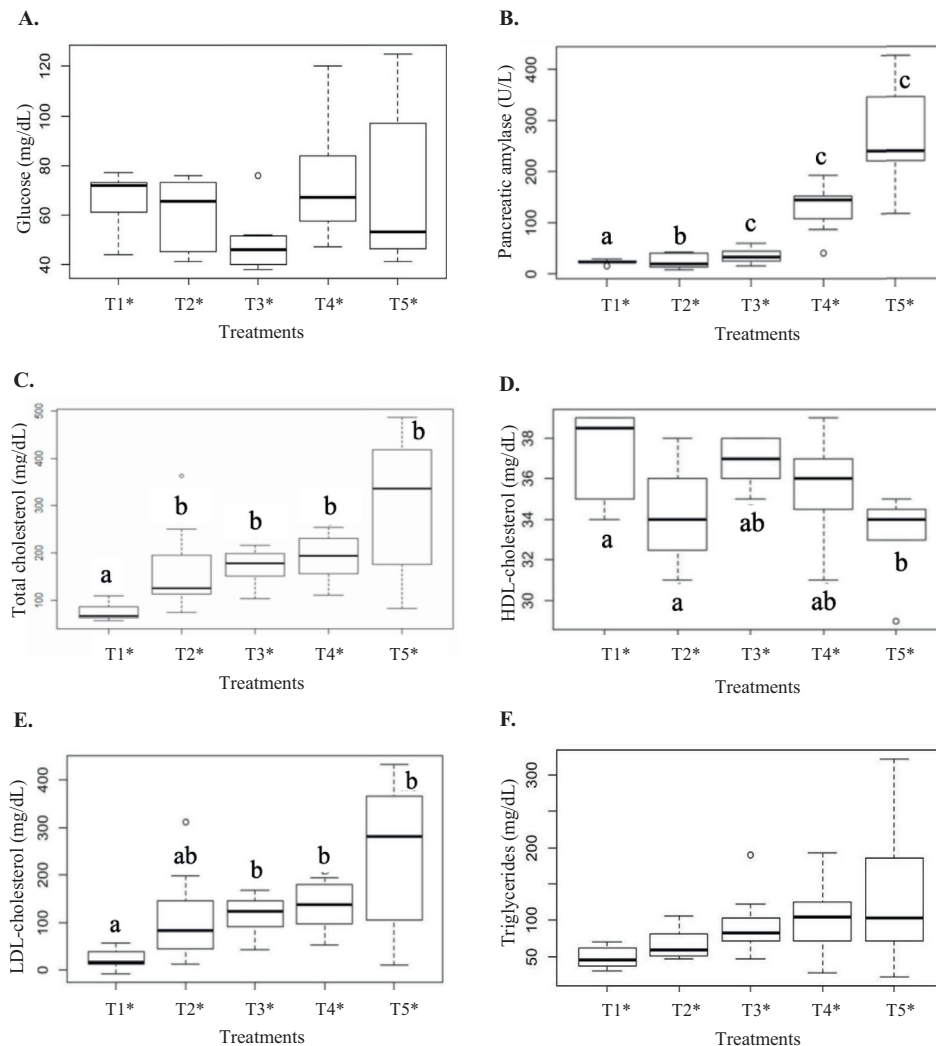 A.
Glucose (mg/dL)
120
100
80
60
40
T1* T2* T3* T4* T5*
Treatments
B.
Pancreatic amylase (U/L)
400
300
200
100
0
a b c c c
T1* T2* T3* T4* T5*
Treatments
C.
Total cholesterol (mg/dL)
500
400
300
200
100
a b b b b
T1* T2* T3* T4* T5*
Treatments
D.
HDL-cholesterol (mg/dL)
38
36
34
32
30
a a ab ab b
T1* T2* T3* T4* T5*
Treatments
E.
LDL-cholesterol (mg/dL)
400
300
200
100
0
a ab b b b
T1* T2* T3* T4* T5*
Treatments
F.
Triglycerides (mg/dL)
300
200
100
50
T1* T2* T3* T4* T5*
Treatments